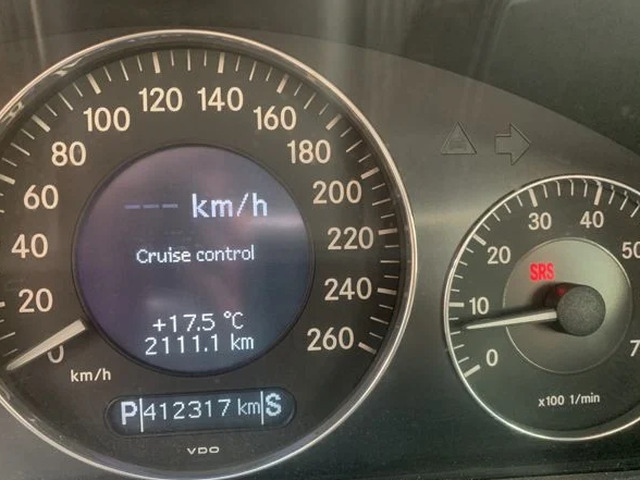 0
20
40
60
80
100
120
140
160
180
200
220
240
260
km/h
--- km/h
Cruise control
+17.5 °C
2111.1 km
P|412317 km|S
VDO
0
10
20
30
40
50
7
SRS
x100 1/min